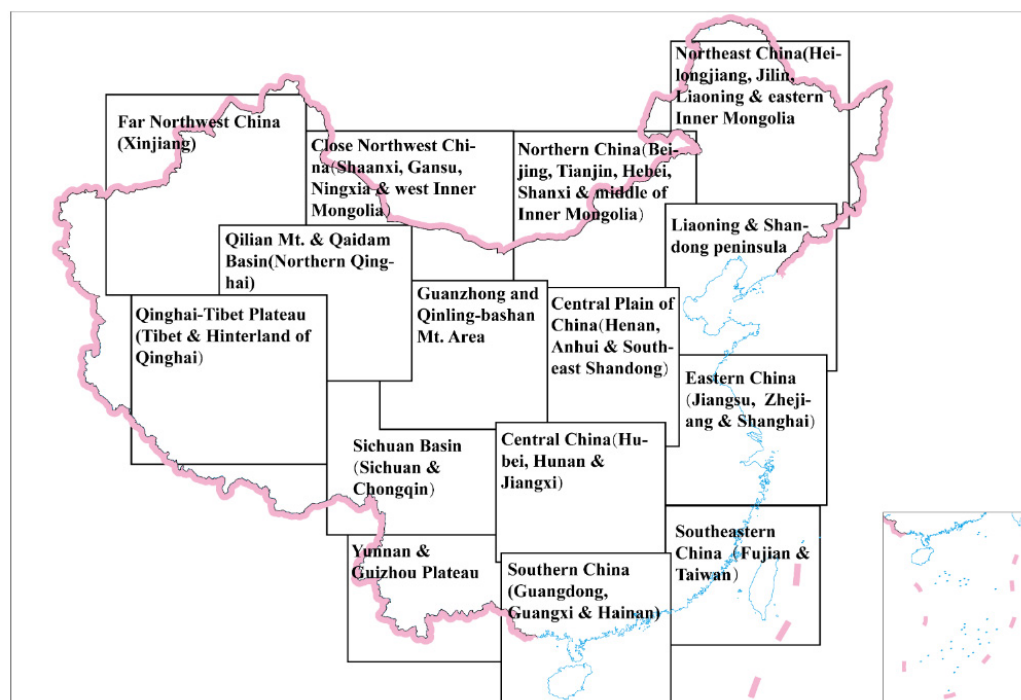 Northeast China(Hei-
longjiang, Jilin,
Liaoning & eastern
Inner Mongolia
Far Northwest China
(Xinjiang)
Close Northwest Chi-
na(Shaanxi, Gansu,
Ningxia & west Inner
Mongolia)
Northern China(Bei-
jing, Tianjin, Hebei,
Shanxi & middle of
Inner Mongolia)
Liaoning & Shan-
dong peninsula
Qilian Mt. & Qaidam
Basin(Northern Qing-
hai)
Qinghai-Tibet Plateau
(Tibet & Hinterland of
Qinghai)
Guanzhong and
Qinling-bashan
Mt. Area
Central Plain of
China(Henan,
Anhui & South-
east Shandong)
Eastern China
(Jiangsu, Zheji-
ang & Shanghai)
Sichuan Basin
(Sichuan &
Chongqin)
Central China(Hu-
bei, Hunan &
Jiangxi)
Southeastern
China (Fujian &
Taiwan)
Yunnan &
Guizhou Plateau
Southern China
(Guangdong,
Guangxi & Hainan)